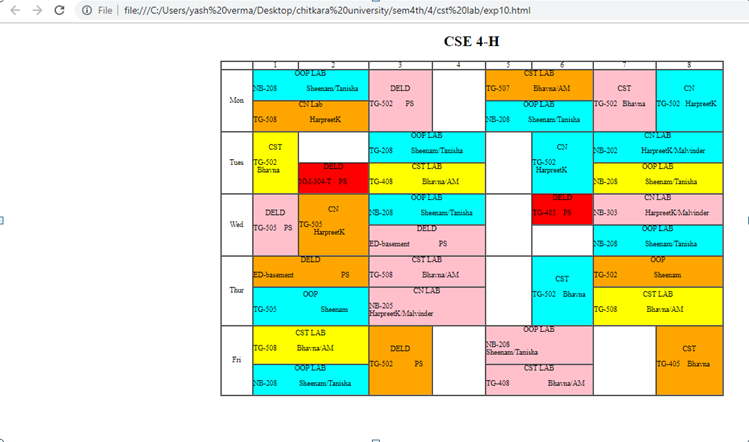 File file:///C:/Users/yash%20verma/Desktop/chitkara%20university/sem4th/4/cst%20lab/exp10.html
CSE 4-H
1 2 3 4 5 6 7 8
Mon
OOP LAB
NB-208 Sheenam/Tanisha
CN Lab
TG-508 HarpreetK
DELD
TG-502 PS
CST LAB
TG-507 Bhavna/AM
OOP LAB
NB-208 Sheenam/Tanisha
CST
TG-502 Bhavna
CN
TG-502 HarpreetK
Tues
CST
TG-502
Bhavna
DELD
NM-304-T PS
OOP LAB
TG-208 Sheenam/Tanisha
CST LAB
TG-408 Bhavna/AM
CN
TG-502
HarpreetK
CN LAB
NB-202 HarpreetK/Malvinder
OOP LAB
NB-208 Sheenam/Tanisha
Wed
DELD
TG-505 PS
CN
TG-505
HarpreetK
OOP LAB
NB-208 Sheenam/Tanisha
DELD
ED-basement PS
DELD
TG-405 PS
CN LAB
NB-303 HarpreetK/Malvinder
OOP LAB
NB-208 Sheenam/Tanisha
Thur
DELD
ED-basement PS
OOP
TG-505 Sheenam
CST LAB
TG-508 Bhavna/AM
CN LAB
NB-205
HarpreetK/Malvinder
CST
TG-502 Bhavna
OOP
TG-502 Sheenam
CST LAB
TG-508 Bhavna/AM
Fri
CST LAB
TG-508 Bhavna/AM
OOP LAB
NB-208 Sheenam/Tanisha
DELD
TG-502 PS
OOP LAB
NB-208
Sheenam/Tanisha
CST LAB
TG-408 Bhavna/AM
CST
TG-405 Bhavna